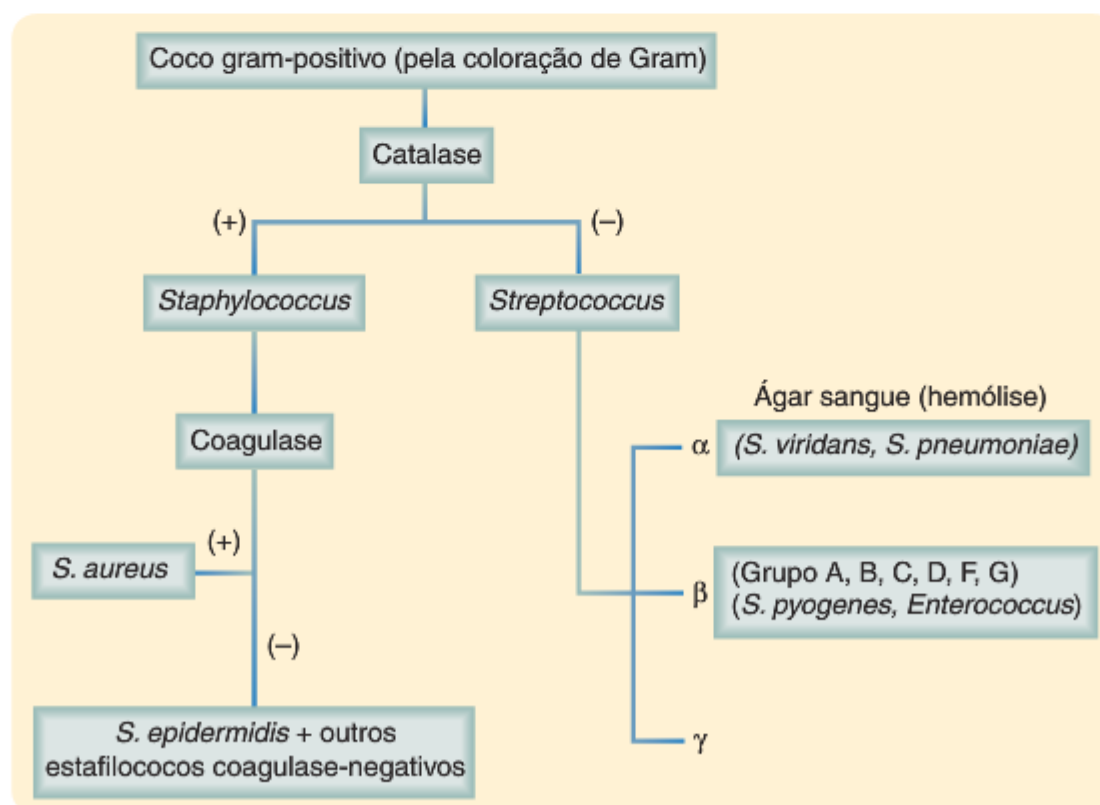 Coco gram-positivo (pela coloração de Gram)
Catalase
(+)
(–)
Staphylococcus
Streptococcus
Coagulase
Ágar sangue (hemólise)
α
(S. viridans, S. pneumoniae)
(+)
S. aureus
β
(Grupo A, B, C, D, F, G)
(S. pyogenes, Enterococcus)
(–)
S. epidermidis + outros
estafilococos coagulase-negativos
γ